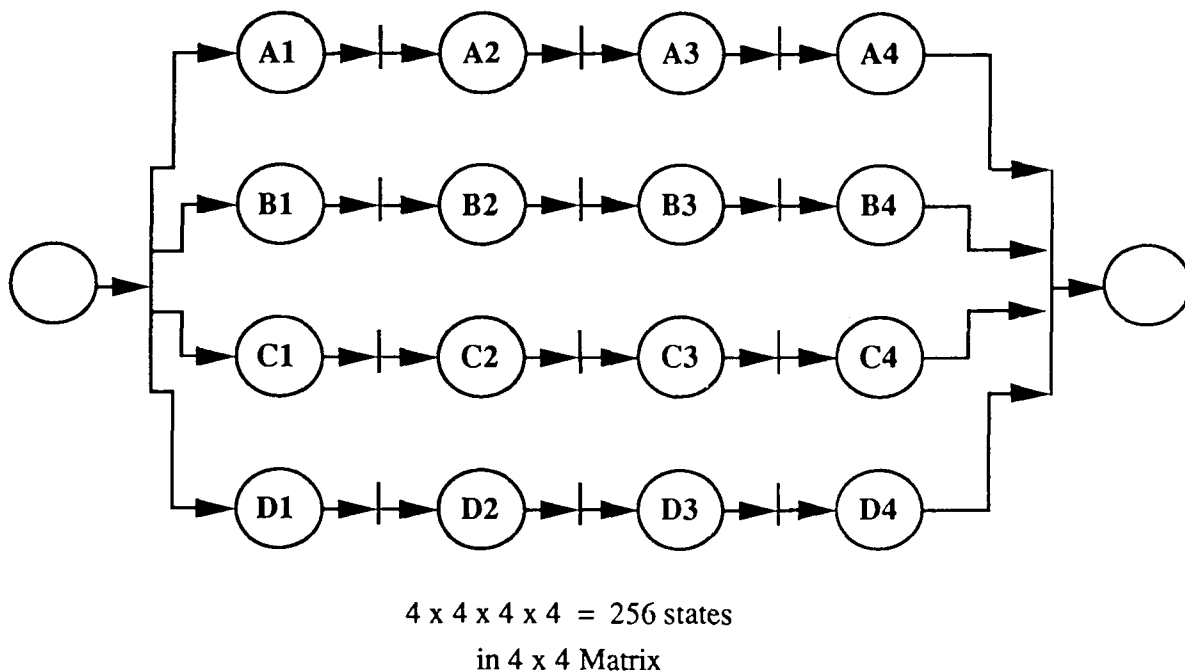 A1 A2 A3 A4
B1 B2 B3 B4
C1 C2 C3 C4
D1 D2 D3 D4
4 x 4 x 4 x 4 = 256 states
in 4 x 4 Matrix